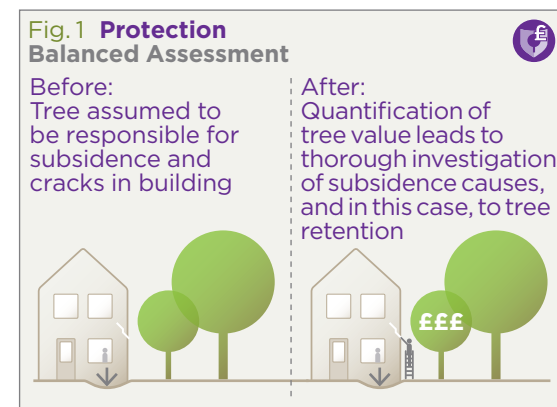 Fig. 1 Protection
Balanced Assessment
£
Before:
Tree assumed to
be responsible for
subsidence and
cracks in building
After:
Quantification of
tree value leads to
thorough investigation
of subsidence causes,
and in this case, to tree
retention
£££